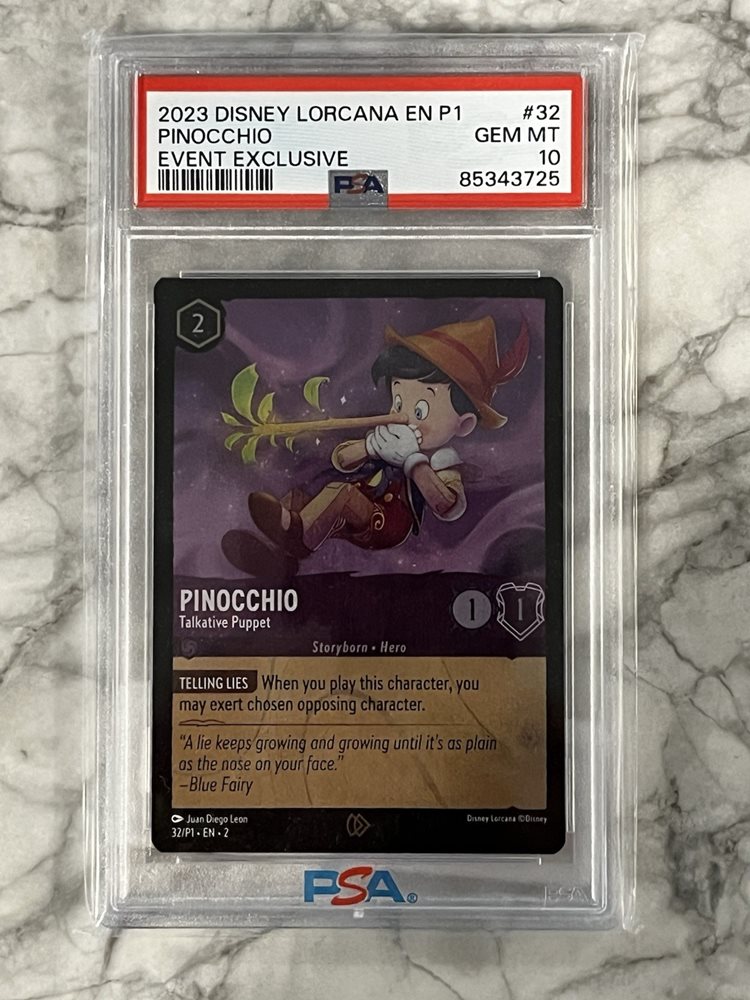 2023 DISNEY LORCANA EN P1 #32
PINOCCHIO GEM MT
EVENT EXCLUSIVE 10
PSA 85343725
2
PINOCCHIO
Talkative Puppet
1 1
Storyborn • Hero
TELLING LIES When you play this character, you
may exert chosen opposing character.
"A lie keeps growing and growing until it's as plain
as the nose on your face."
—Blue Fairy
Juan Diego Leon
32/P1 • EN • 2
Disney Lorcana ©Disney
PSA®
PSA